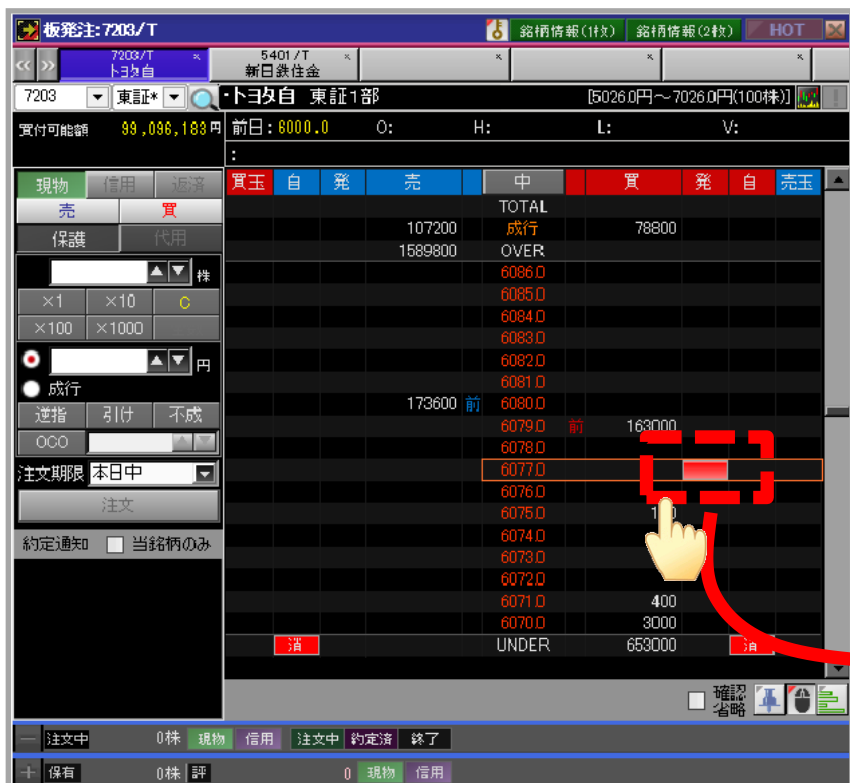 板発注:7203/T 銘柄情報(1枚) 銘柄情報(2枚) HOT
<< >> 7203/T トヨタ自 × 5401/T 新日鉄住金 × × × ×
7203 東証* ・トヨタ自 東証1部 [5026.0円～7026.0円(100株)]
買付可能額 99,096,183円 前日:6000.0 O: H: L: V:
:
現物 信用 返済 買玉 自 発 売 中 買 発 自 売玉
売 買 TOTAL
保護 代用 107200 成行 78800
1589800 OVER
株 6086.0
×1 ×10 C 6085.0
6084.0
×100 ×1000 6083.0
円 6082.0
成行 6081.0
逆指 引け 不成 173600 前 6080.0
OCO 6079.0 前 163000
6078.0
注文期限 本日中 6077.0
6076.0
注文 6075.0
約定通知 当銘柄のみ 6074.0
6073.0
6072.0
6071.0 400
6070.0 3000
消 UNDER 653000 消
確認省略
注文中 0株 現物 信用 注文中 約定済 終了
保有 0株 評 0 現物 信用